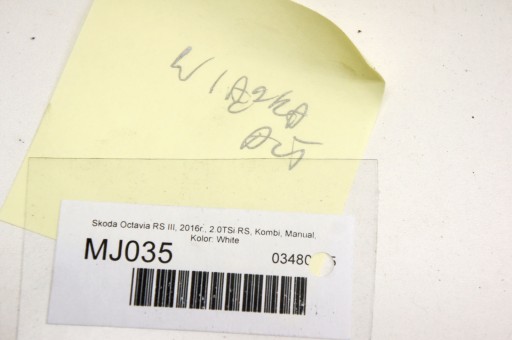 WIĄZKA
Skoda Octavia RS III, 2016r., 2.0TSi RS, Kombi, Manual,
Kolor: White
MJ035